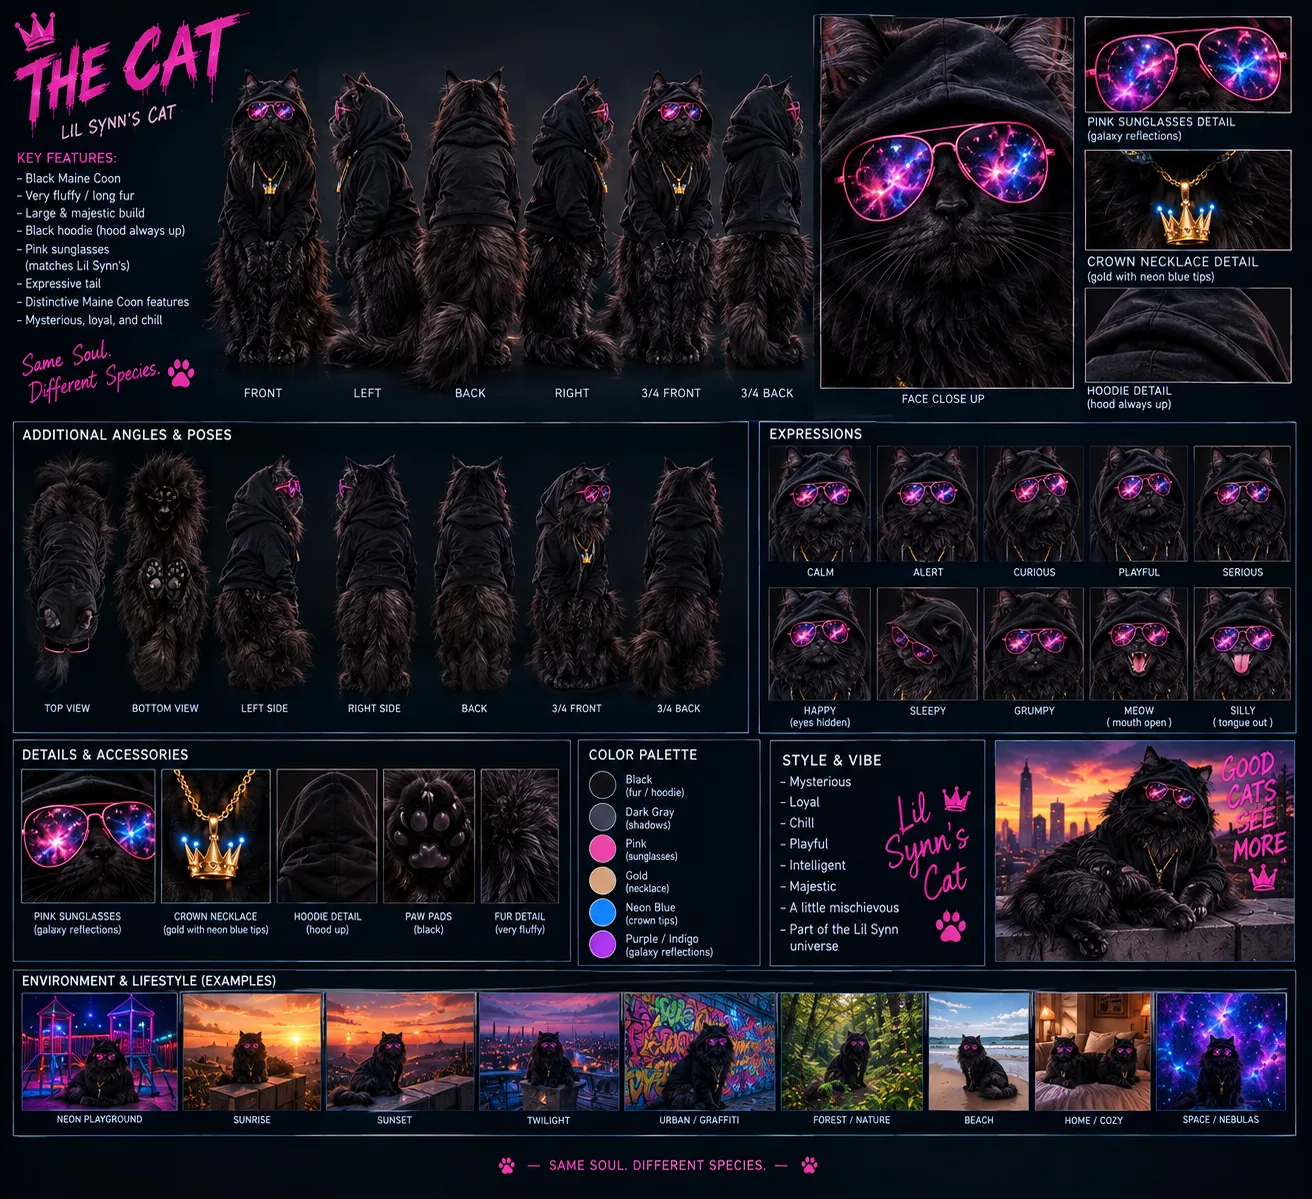 THE CAT
LIL SYNN'S CAT
KEY FEATURES:
– Black Maine Coon
– Very fluffy / long fur
– Large & majestic build
– Black hoodie (hood always up)
– Pink sunglasses
(matches Lil Synn's)
– Expressive tail
– Distinctive Maine Coon features
– Mysterious, loyal, and chill
Same Soul.
Different Species.
FRONT
LEFT
BACK
RIGHT
3/4 FRONT
3/4 BACK
FACE CLOSE UP
PINK SUNGLASSES DETAIL
(galaxy reflections)
CROWN NECKLACE DETAIL
(gold with neon blue tips)
HOODIE DETAIL
(hood always up)
ADDITIONAL ANGLES & POSES
TOP VIEW
BOTTOM VIEW
LEFT SIDE
RIGHT SIDE
BACK
3/4 FRONT
3/4 BACK
EXPRESSIONS
CALM
ALERT
CURIOUS
PLAYFUL
SERIOUS
HAPPY
(eyes hidden)
SLEEPY
GRUMPY
MEOW
( mouth open )
SILLY
( tongue out )
DETAILS & ACCESSORIES
PINK SUNGLASSES
(galaxy reflections)
CROWN NECKLACE
(gold with neon blue tips)
HOODIE DETAIL
(hood up)
PAW PADS
(black)
FUR DETAIL
(very fluffy)
COLOR PALETTE
Black
(fur / hoodie)
Dark Gray
(shadows)
Pink
(sunglasses)
Gold
(necklace)
Neon Blue
(crown tips)
Purple / Indigo
(galaxy reflections)
STYLE & VIBE
– Mysterious
– Loyal
– Chill
– Playful
– Intelligent
– Majestic
– A little mischievous
– Part of the Lil Synn
universe
Lil
Synn's
Cat
GOOD
CATS
SEE
MORE
ENVIRONMENT & LIFESTYLE (EXAMPLES)
NEON PLAYGROUND
SUNRISE
SUNSET
TWILIGHT
URBAN / GRAFFITI
FOREST / NATURE
BEACH
HOME / COZY
SPACE / NEBULAS
— SAME SOUL. DIFFERENT SPECIES. —